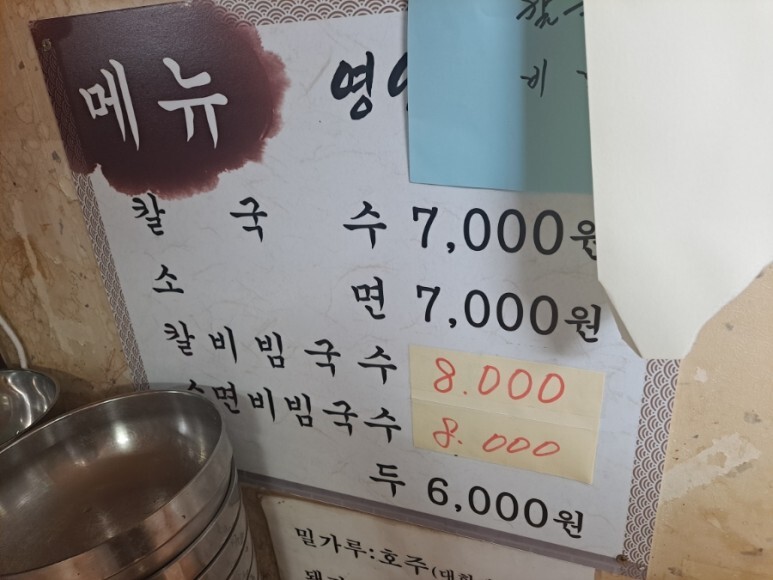 메뉴
칼국수 7,000원
소면 7,000원
칼비빔국수 8.000
소면비빔국수 8.000
두 6,000원
밀가루:호주